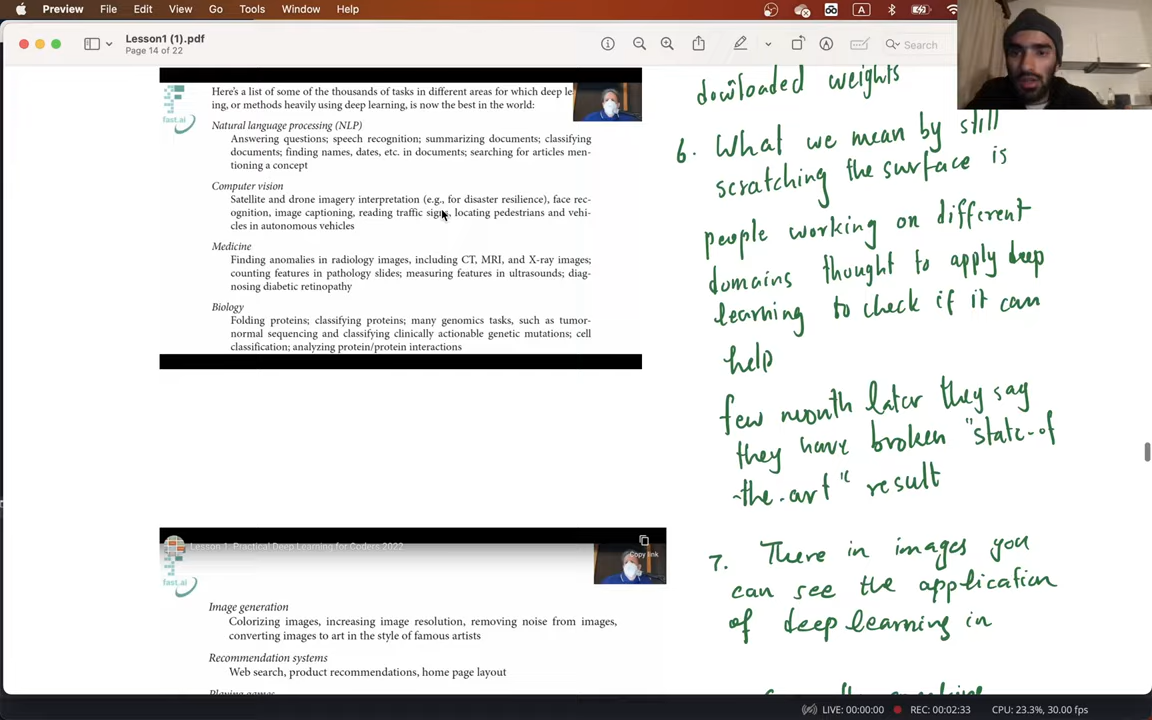 Preview File Edit View Go Tools Window Help
A
Lesson1 (1).pdf
Page 14 of 22
Search
fast.ai
Here's a list of some of the thousands of tasks in different areas for which deep le
ing, or methods heavily using deep learning, is now the best in the world:
Natural language processing (NLP)
Answering questions; speech recognition; summarizing documents; classifying
documents; finding names, dates, etc. in documents; searching for articles men-
tioning a concept
Computer vision
Satellite and drone imagery interpretation (e.g., for disaster resilience), face rec-
ognition, image captioning, reading traffic signs, locating pedestrians and vehi-
cles in autonomous vehicles
Medicine
Finding anomalies in radiology images, including CT, MRI, and X-ray images;
counting features in pathology slides; measuring features in ultrasounds; diag-
nosing diabetic retinopathy
Biology
Folding proteins; classifying proteins; many genomics tasks, such as tumor-
normal sequencing and classifying clinically actionable genetic mutations; cell
classification; analyzing protein/protein interactions
Lesson 1: Practical Deep Learning for Coders 2022
Copy link
fast.ai
Image generation
Colorizing images, increasing image resolution, removing noise from images,
converting images to art in the style of famous artists
Recommendation systems
Web search, product recommendations, home page layout
Playing games
downloaded weights
6. What we mean by still
scratching the surface is
people working on different
domains thought to apply deep
learning to check if it can
help
few month later they say
they have broken "state-of
-the-art" result
7. There in images you
can see the application
of deep learning in
LIVE: 00:00:00 REC: 00:02:33 CPU: 23.3%, 30.00 fps